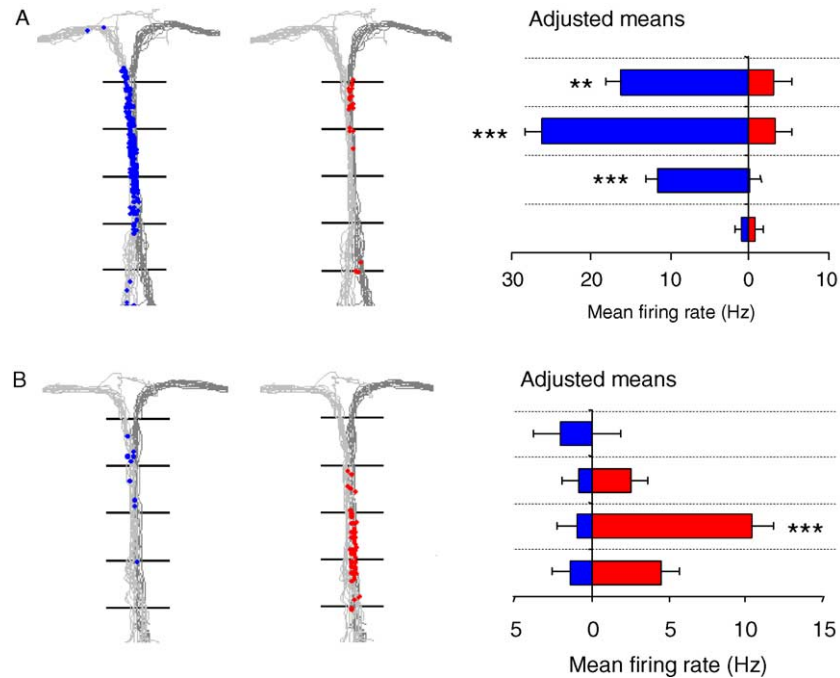 A
Adjusted means
**
***
***
30 20 10 0 10
Mean firing rate (Hz)
B
Adjusted means
***
5 0 5 10 15
Mean firing rate (Hz)